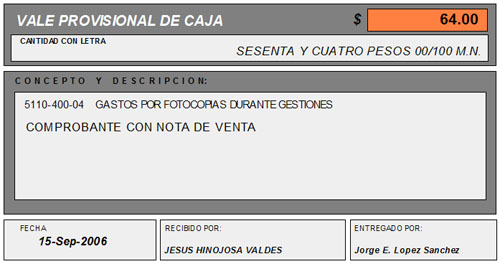 VALE PROVISIONAL DE CAJA $ 64.00
CANTIDAD CON LETRA
SESENTA Y CUATRO PESOS 00/100 M.N.
CONCEPTO Y DESCRIPCION:
5110-400-04 GASTOS POR FOTOCOPIAS DURANTE GESTIONES
COMPROBANTE CON NOTA DE VENTA
FECHA
15-Sep-2006
RECIBIDO POR:
JESUS HINOJOSA VALDES
ENTREGADO POR:
Jorge E. Lopez Sanchez